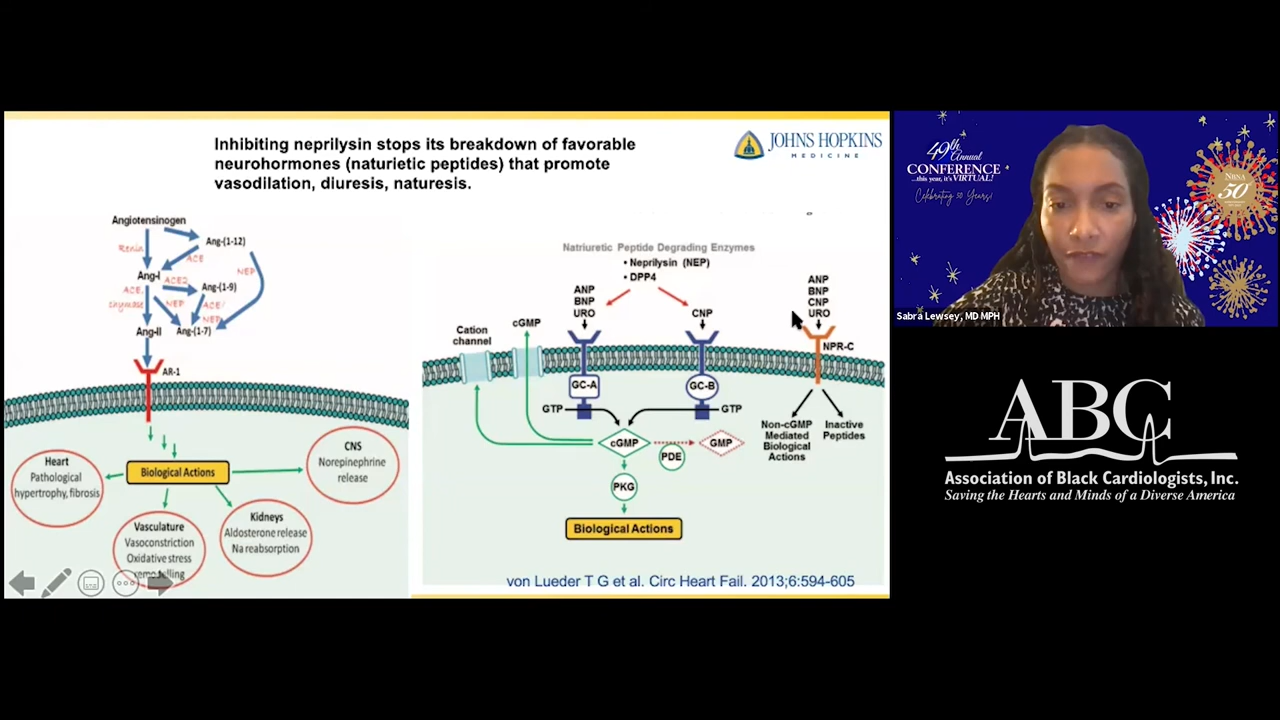 Inhibiting neprilysin stops its breakdown of favorable
neurohormones (naturietic peptides) that promote
vasodilation, diuresis, naturesis.
JOHNS HOPKINS
MEDICINE
Angiotensinogen
Renin
Ang-(1-12)
ACE
NEP
Ang-I
ACE2
Ang-(1-9)
ACE,
chymase
NEP
ACE/
NEP
Ang-II
Ang-(1-7)
AR-1
Biological Actions
Heart
Pathological
hypertrophy, fibrosis
Vasculature
Vasoconstriction
Oxidative stress
Kidneys
Aldosterone release
Na reabsorption
CNS
Norepinephrine
release
Natriuretic Peptide Degrading Enzymes
• Neprilysin (NEP)
• DPP4
Cation
channel
cGMP
ANP
BNP
URO
CNP
ANP
BNP
CNP
URO
NPR-C
GC-A
GC-B
GTP
GTP
cGMP
GMP
PDE
PKG
Biological Actions
Non-cGMP
Mediated
Biological
Actions
Inactive
Peptides
von Lueder T G et al. Circ Heart Fail. 2013;6:594-605
49th
Annual
CONFERENCE
...this year, it's VIRTUAL!
Celebrating 50 Years!
NBNA
50
Sabra Lewsey, MD MPH
ABC
Association of Black Cardiologists, Inc.
Saving the Hearts and Minds of a Diverse America